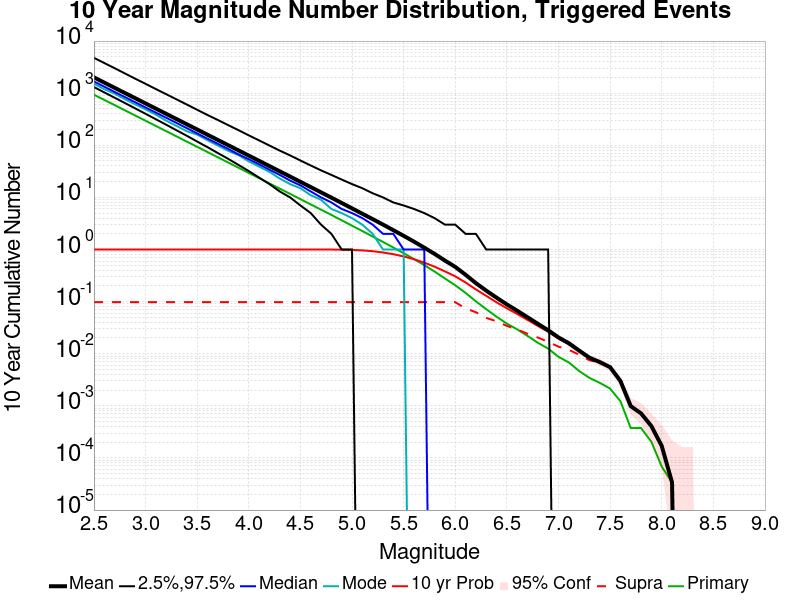 10 Year Magnitude Number Distribution, Triggered Events
10 Year Cumulative Number
10^4
10^3
10^2
10^1
10^0
10^-1
10^-2
10^-3
10^-4
10^-5
2.5 3.0 3.5 4.0 4.5 5.0 5.5 6.0 6.5 7.0 7.5 8.0 8.5 9.0
Magnitude
Mean 2.5%,97.5% Median Mode 10 yr Prob 95% Conf Supra Primary